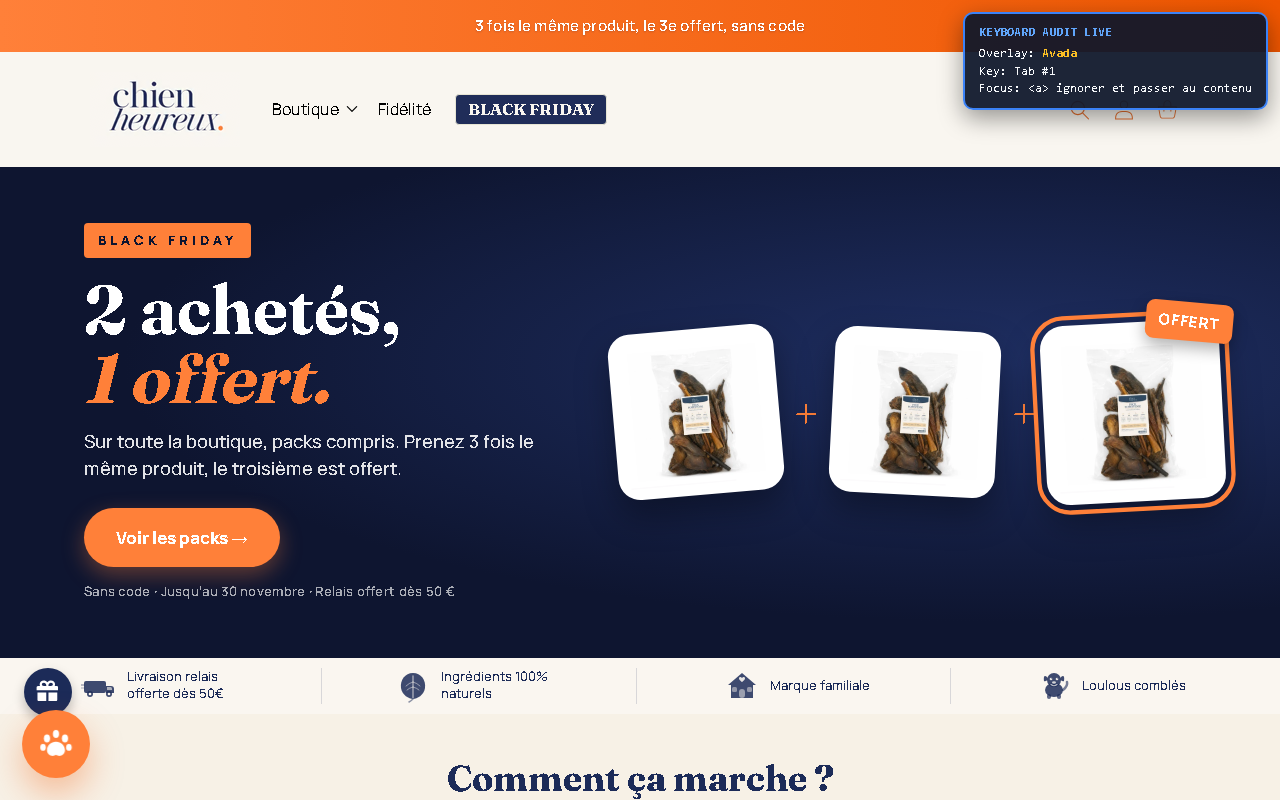 3 fois le même produit, le 3e offert, sans code
KEYBOARD AUDIT LIVE
Overlay: Avada
Key: Tab #1
Focus: <a> ignorer et passer au contenu
chien
heureux.
Boutique
Fidélité
BLACK FRIDAY
BLACK FRIDAY
2 achetés,
1 offert.
Sur toute la boutique, packs compris. Prenez 3 fois le
même produit, le troisième est offert.
Voir les packs →
Sans code · Jusqu'au 30 novembre · Relais offert dès 50 €
OFFERT
Livraison relais
offerte dès 50€
Ingrédients 100%
naturels
Marque familiale
Loulous comblés
Comment ça marche ?